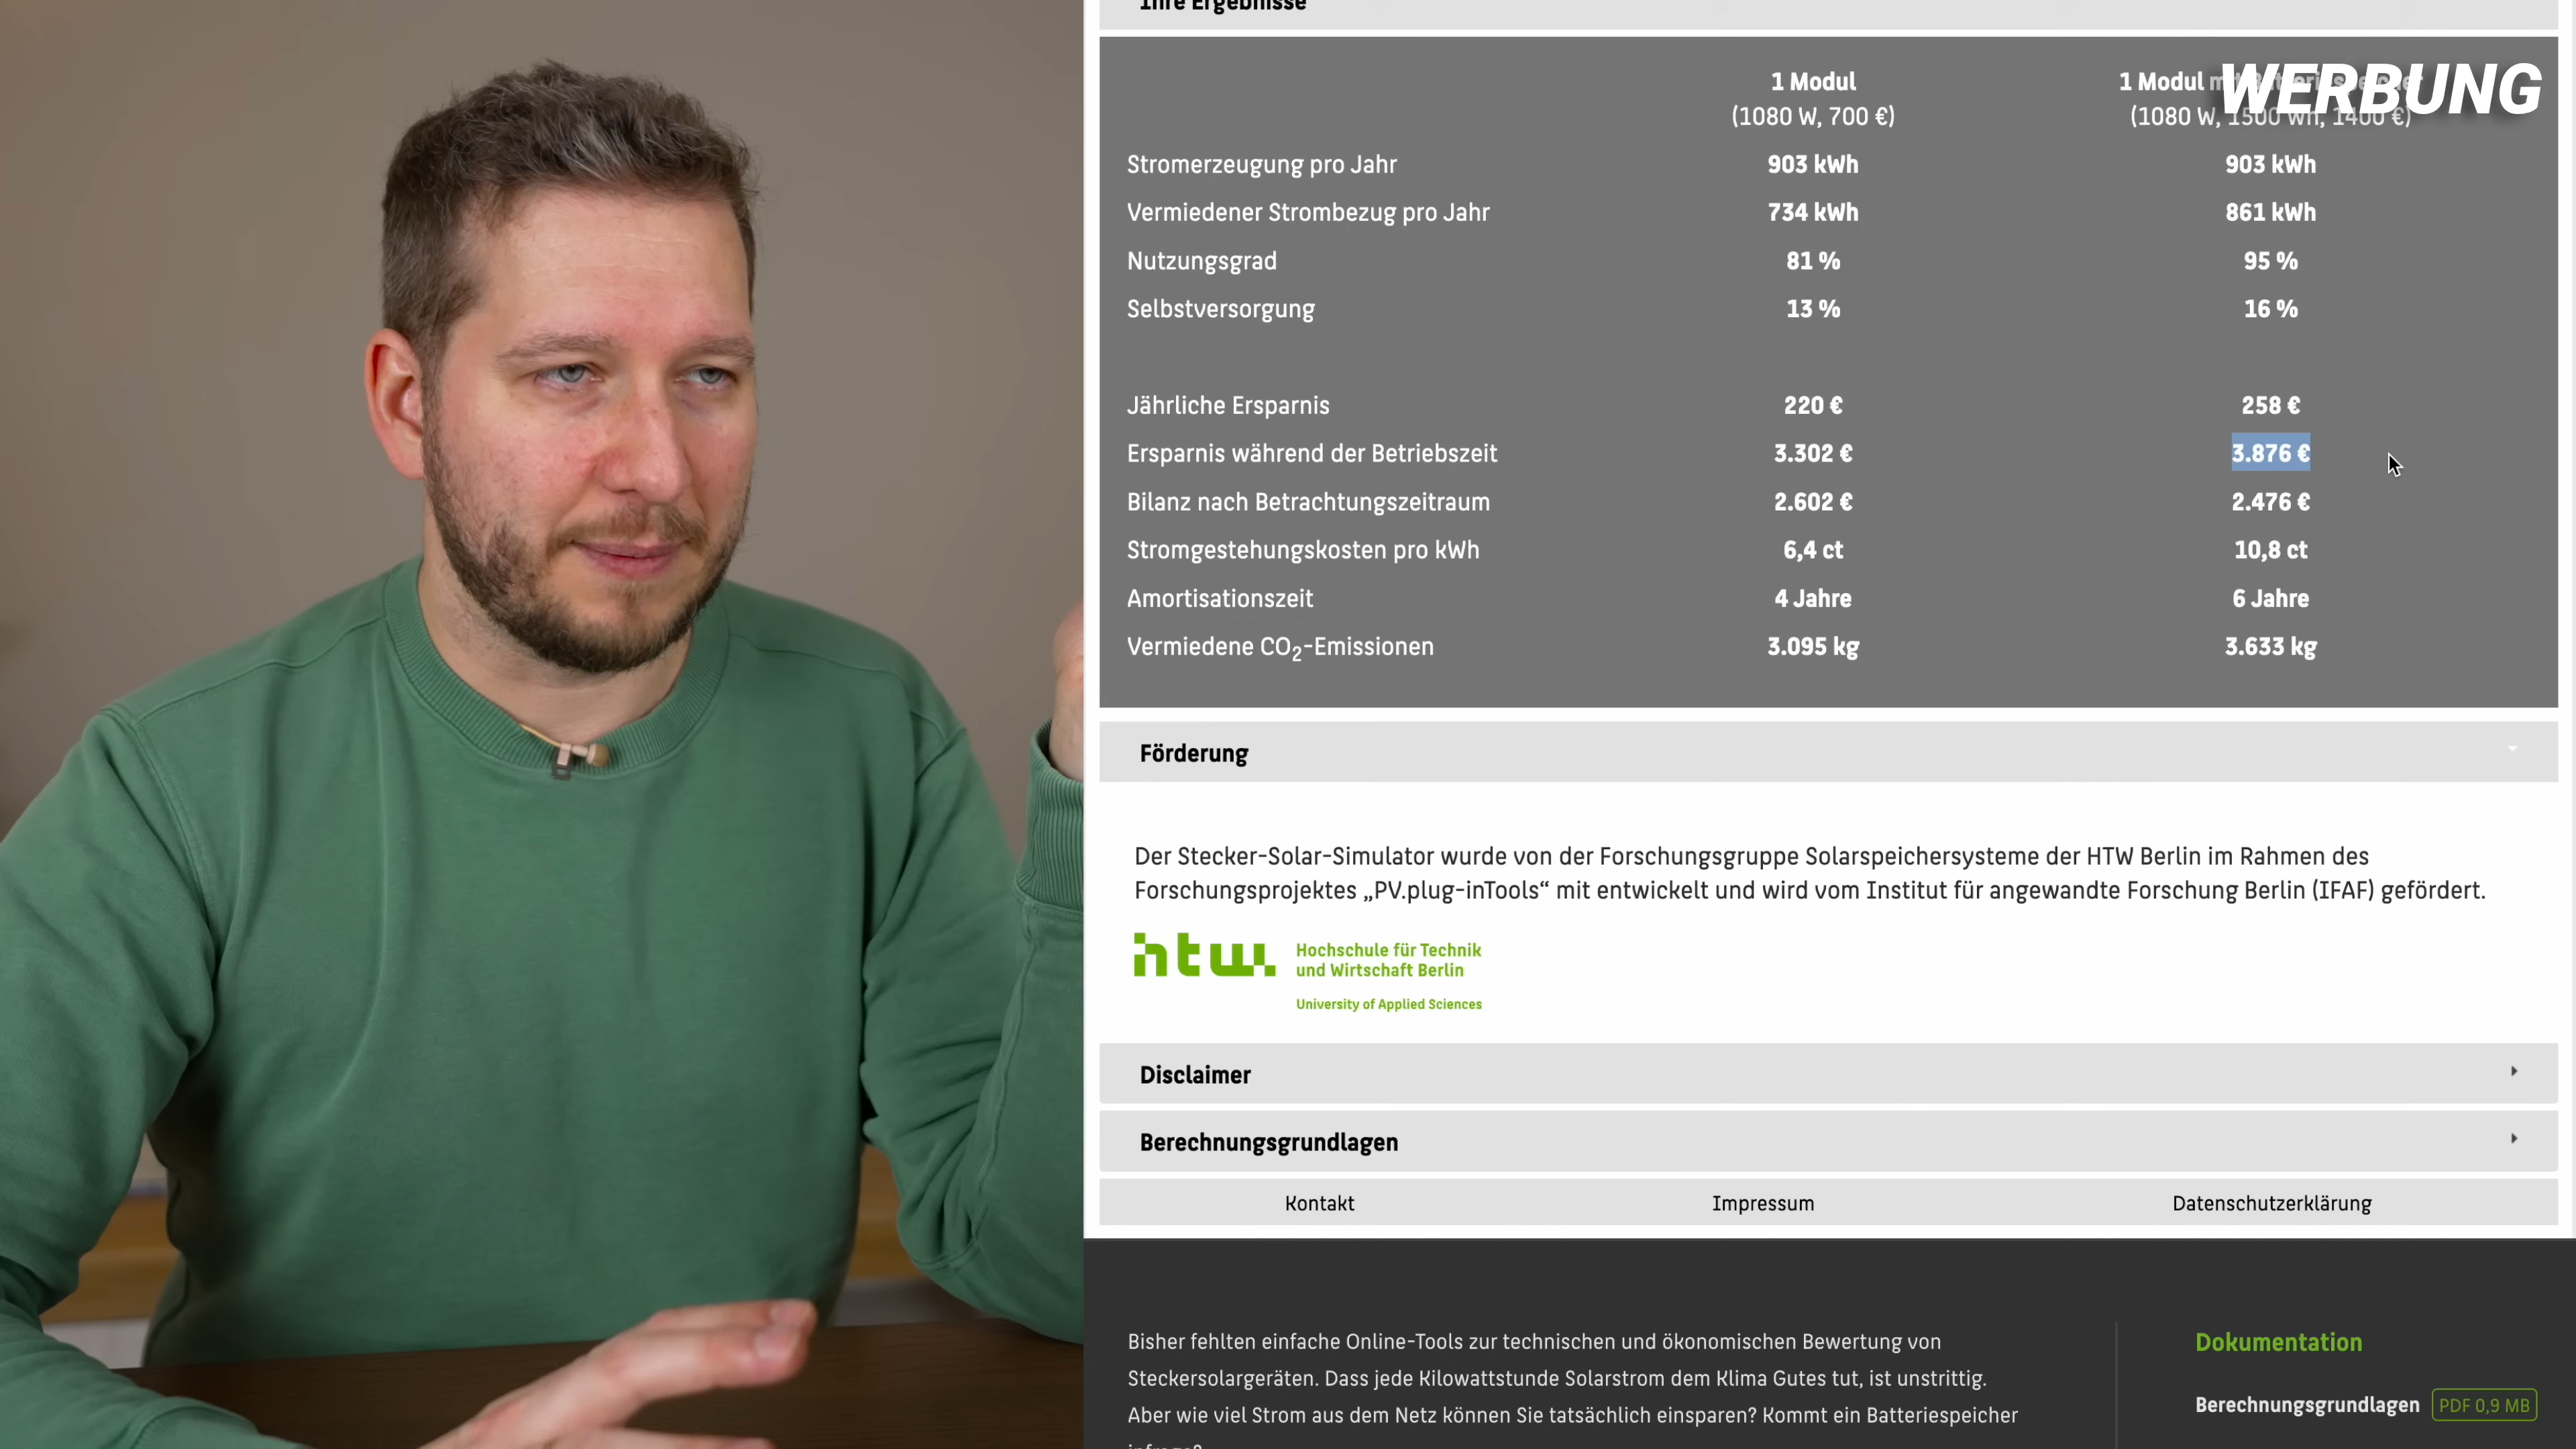 Ihre Ergebnisse
WERBUNG
1 Modul
1 Modul
(1080 W, 700 €)
(1080 W, 1500 Wh, 1400 €)
Stromerzeugung pro Jahr 903 kWh 903 kWh
Vermiedener Strombezug pro Jahr 734 kWh 861 kWh
Nutzungsgrad 81 % 95 %
Selbstversorgung 13 % 16 %
Jährliche Ersparnis 220 € 258 €
Ersparnis während der Betriebszeit 3.302 € 3.876 €
Bilanz nach Betrachtungszeitraum 2.602 € 2.476 €
Stromgestehungskosten pro kWh 6,4 ct 10,8 ct
Amortisationszeit 4 Jahre 6 Jahre
Vermiedene CO₂-Emissionen 3.095 kg 3.633 kg
Förderung
Der Stecker-Solar-Simulator wurde von der Forschungsgruppe Solarspeichersysteme der HTW Berlin im Rahmen des
Forschungsprojektes „PV.plug-inTools“ mit entwickelt und wird vom Institut für angewandte Forschung Berlin (IFAF) gefördert.
htw.
Hochschule für Technik
und Wirtschaft Berlin
University of Applied Sciences
Disclaimer
Berechnungsgrundlagen
Kontakt Impressum Datenschutzerklärung
Bisher fehlten einfache Online-Tools zur technischen und ökonomischen Bewertung von
Steckersolargeräten. Dass jede Kilowattstunde Solarstrom dem Klima Gutes tut, ist unstrittig.
Aber wie viel Strom aus dem Netz können Sie tatsächlich einsparen? Kommt ein Batteriespeicher
infrage?
Dokumentation
Berechnungsgrundlagen PDF 0,9 MB